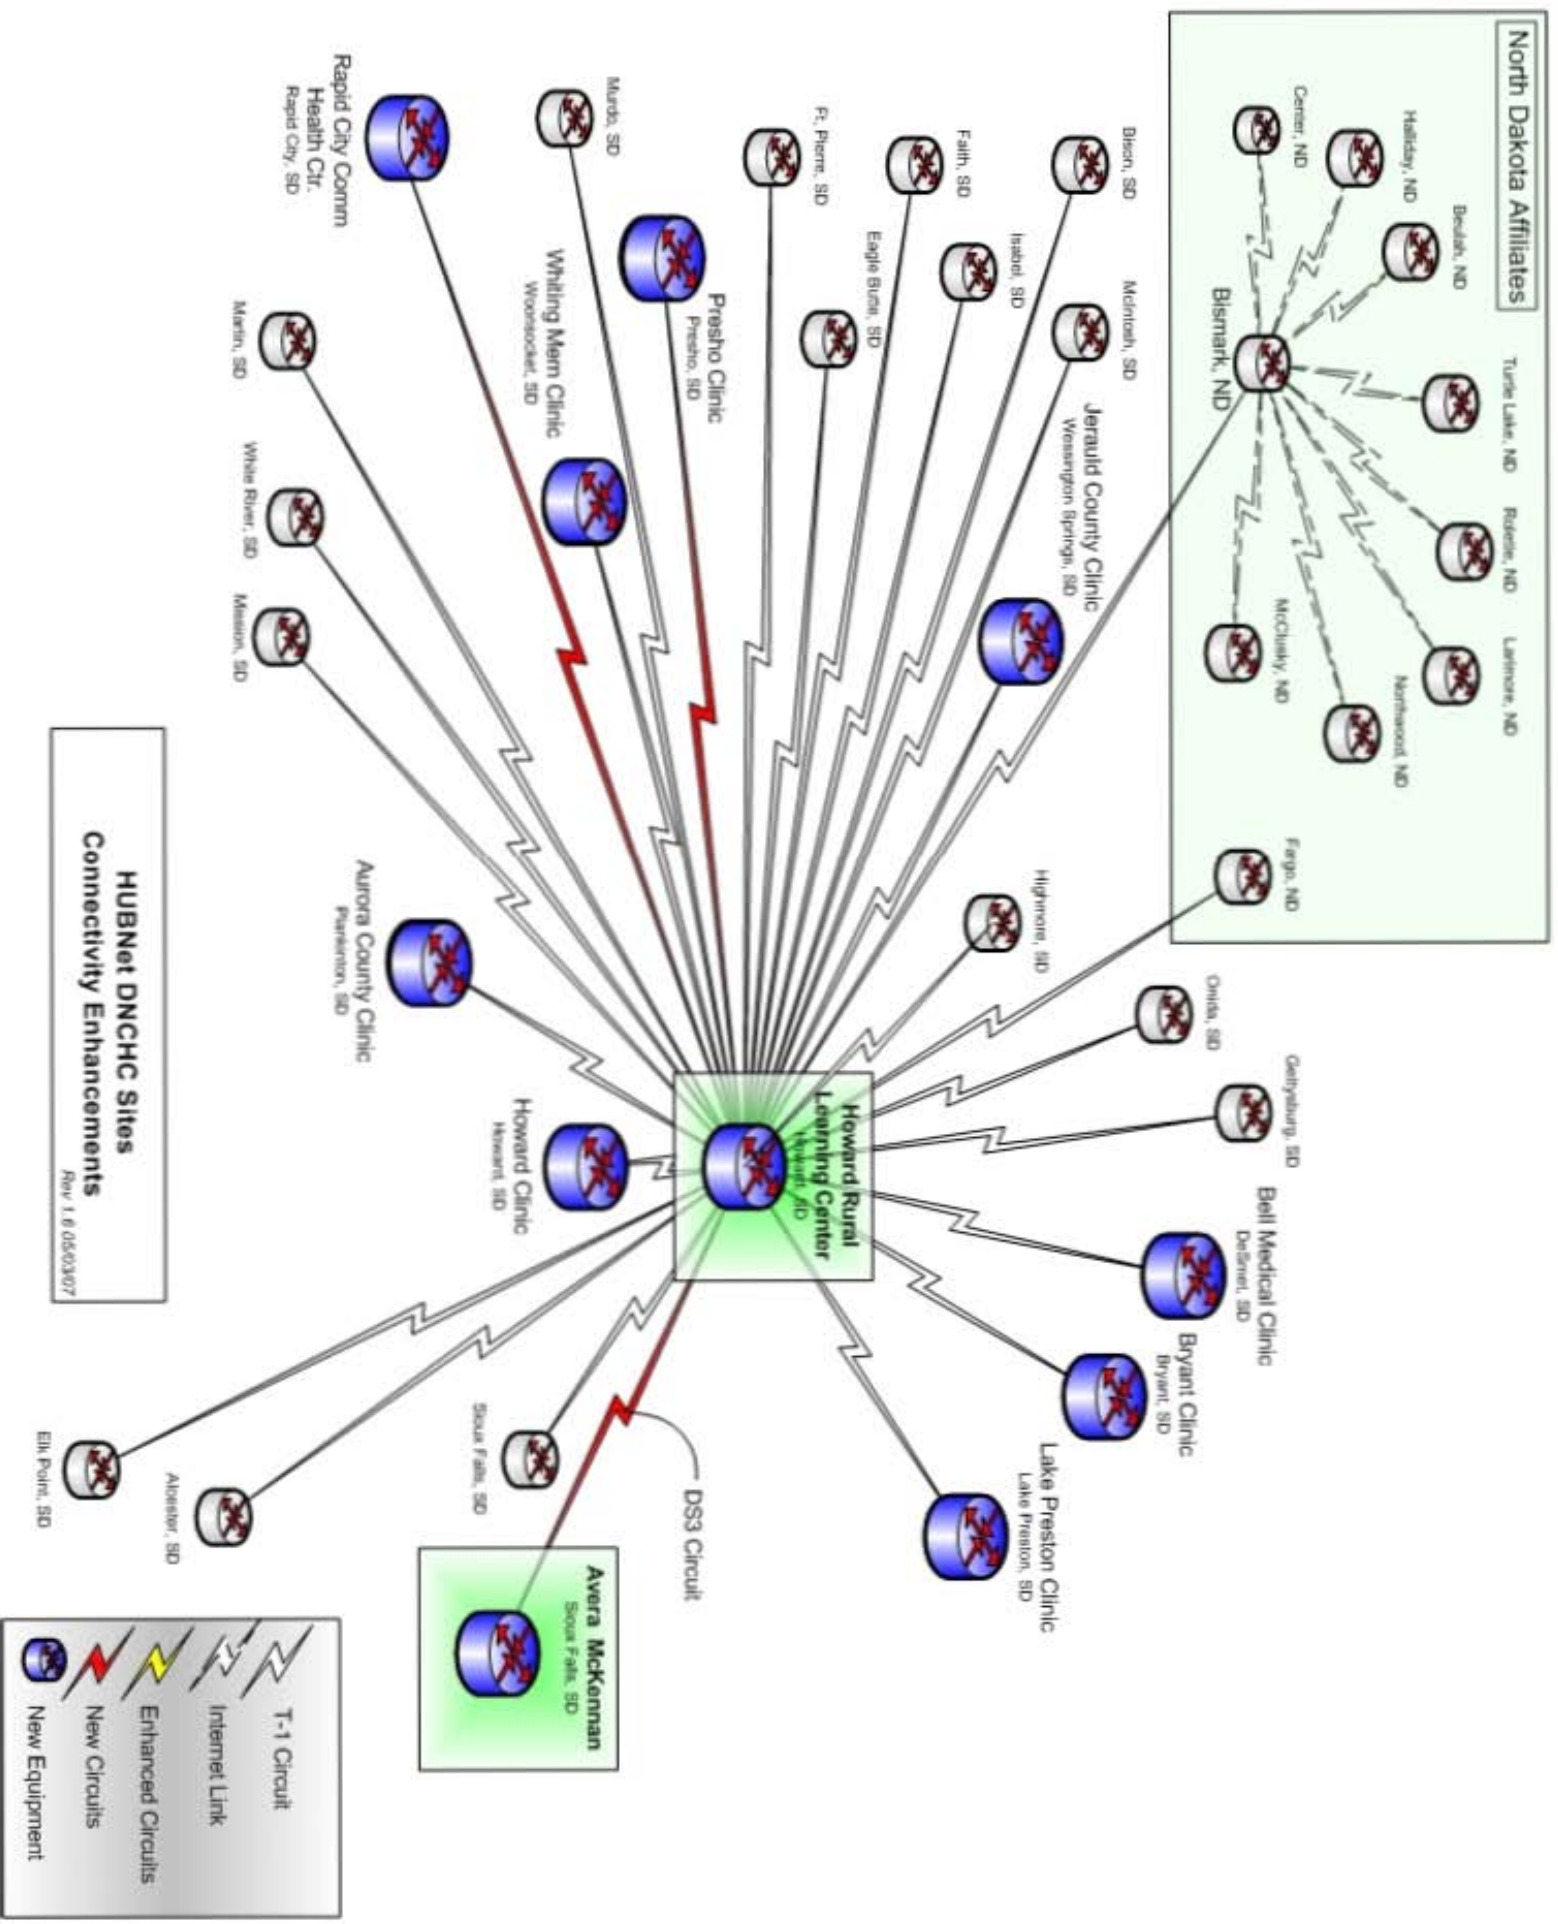 North Dakota Affiliates
Beulah, ND
Halliday, ND
Center, ND
Bismark, ND
Turtle Lake, ND
Rolette, ND
Larimore, ND
Northwood, ND
McClusky, ND
Fargo, ND
Bison, SD
McIntosh, SD
Isabel, SD
Faith, SD
Eagle Butte, SD
Ft. Pierre, SD
Jerauld County Clinic
Wessington Springs, SD
Highmore, SD
Onida, SD
Gettysburg, SD
Bell Medical Clinic
DeSmet, SD
Bryant Clinic
Bryant, SD
Lake Preston Clinic
Lake Preston, SD
Presho Clinic
Presho, SD
Murdo, SD
Whiting Mem Clinic
Woonsocket, SD
Rapid City Comm
Health Ctr.
Rapid City, SD
Martin, SD
White River, SD
Mission, SD
Howard Rural
Learning Center
Howard, SD
Aurora County Clinic
Plankinton, SD
Howard Clinic
Howard, SD
DS3 Circuit
Avera McKennan
Sioux Falls, SD
Sioux Falls, SD
Alcester, SD
Elk Point, SD
HUBNet DNCHC Sites
Connectivity Enhancements
Rev 1.6 05/03/07
T-1 Circuit
Internet Link
Enhanced Circuits
New Circuits
New Equipment